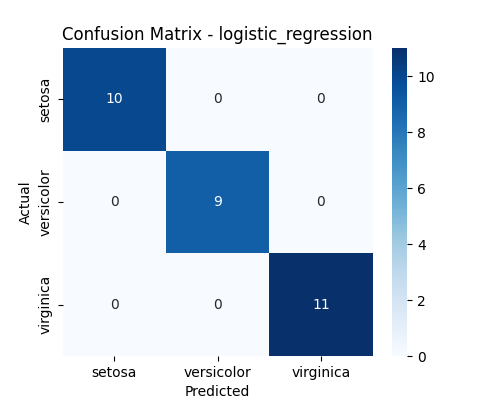 Confusion Matrix - logistic_regression
setosa 10 0 0
versicolor 0 9 0
virginica 0 0 11
Actual
setosa versicolor virginica
Predicted
10
8
6
4
2
0